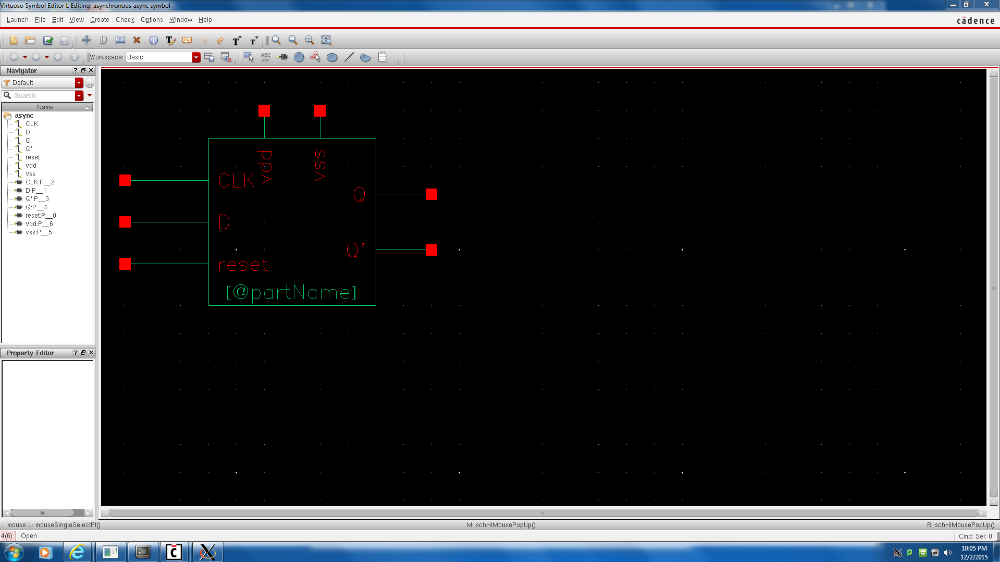 Virtuoso Symbol Editor L Editing: asynchronous async symbol
Launch File Edit View Create Check Options Window Help
cādence
Workspace: Basic
ABC
abc
Navigator
Default
Search
Name
async
CLK
D
Q
Q'
reset
vdd
vss
CLK:P__2
D:P__1
Q':P__3
Q:P__4
reset:P__0
vdd:P__6
vss:P__5
Property Editor
vdd
vss
CLK
Q
D
Q'
reset
[@partName]
mouse L: mouseSingleSelectPt()
M: schHiMousePopUp()
R: schHiMousePopUp()
4(6)
Open
Cmd: Sel: 0
10:05 PM
12/2/2015